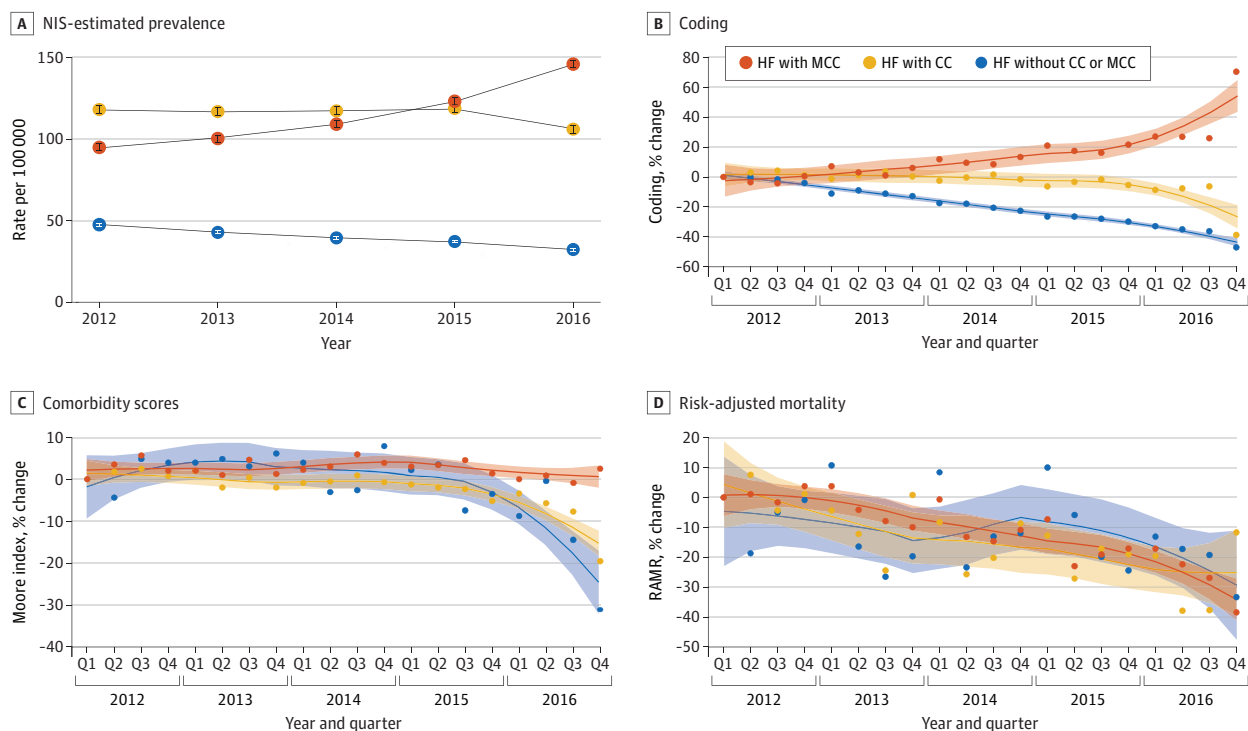 A NIS-estimated prevalence
150
100
50
0
Rate per 100 000
2012 2013 2014 2015 2016
Year
B Coding
HF with MCC HF with CC HF without CC or MCC
80
60
40
20
0
-20
-40
-60
Coding, % change
Q1 Q2 Q3 Q4 Q1 Q2 Q3 Q4 Q1 Q2 Q3 Q4 Q1 Q2 Q3 Q4 Q1 Q2 Q3 Q4
2012 2013 2014 2015 2016
Year and quarter
C Comorbidity scores
10
0
-10
-20
-30
-40
Moore index, % change
Q1 Q2 Q3 Q4 Q1 Q2 Q3 Q4 Q1 Q2 Q3 Q4 Q1 Q2 Q3 Q4 Q1 Q2 Q3 Q4
2012 2013 2014 2015 2016
Year and quarter
D Risk-adjusted mortality
20
10
0
-10
-20
-30
-40
-50
RAMR, % change
Q1 Q2 Q3 Q4 Q1 Q2 Q3 Q4 Q1 Q2 Q3 Q4 Q1 Q2 Q3 Q4 Q1 Q2 Q3 Q4
2012 2013 2014 2015 2016
Year and quarter